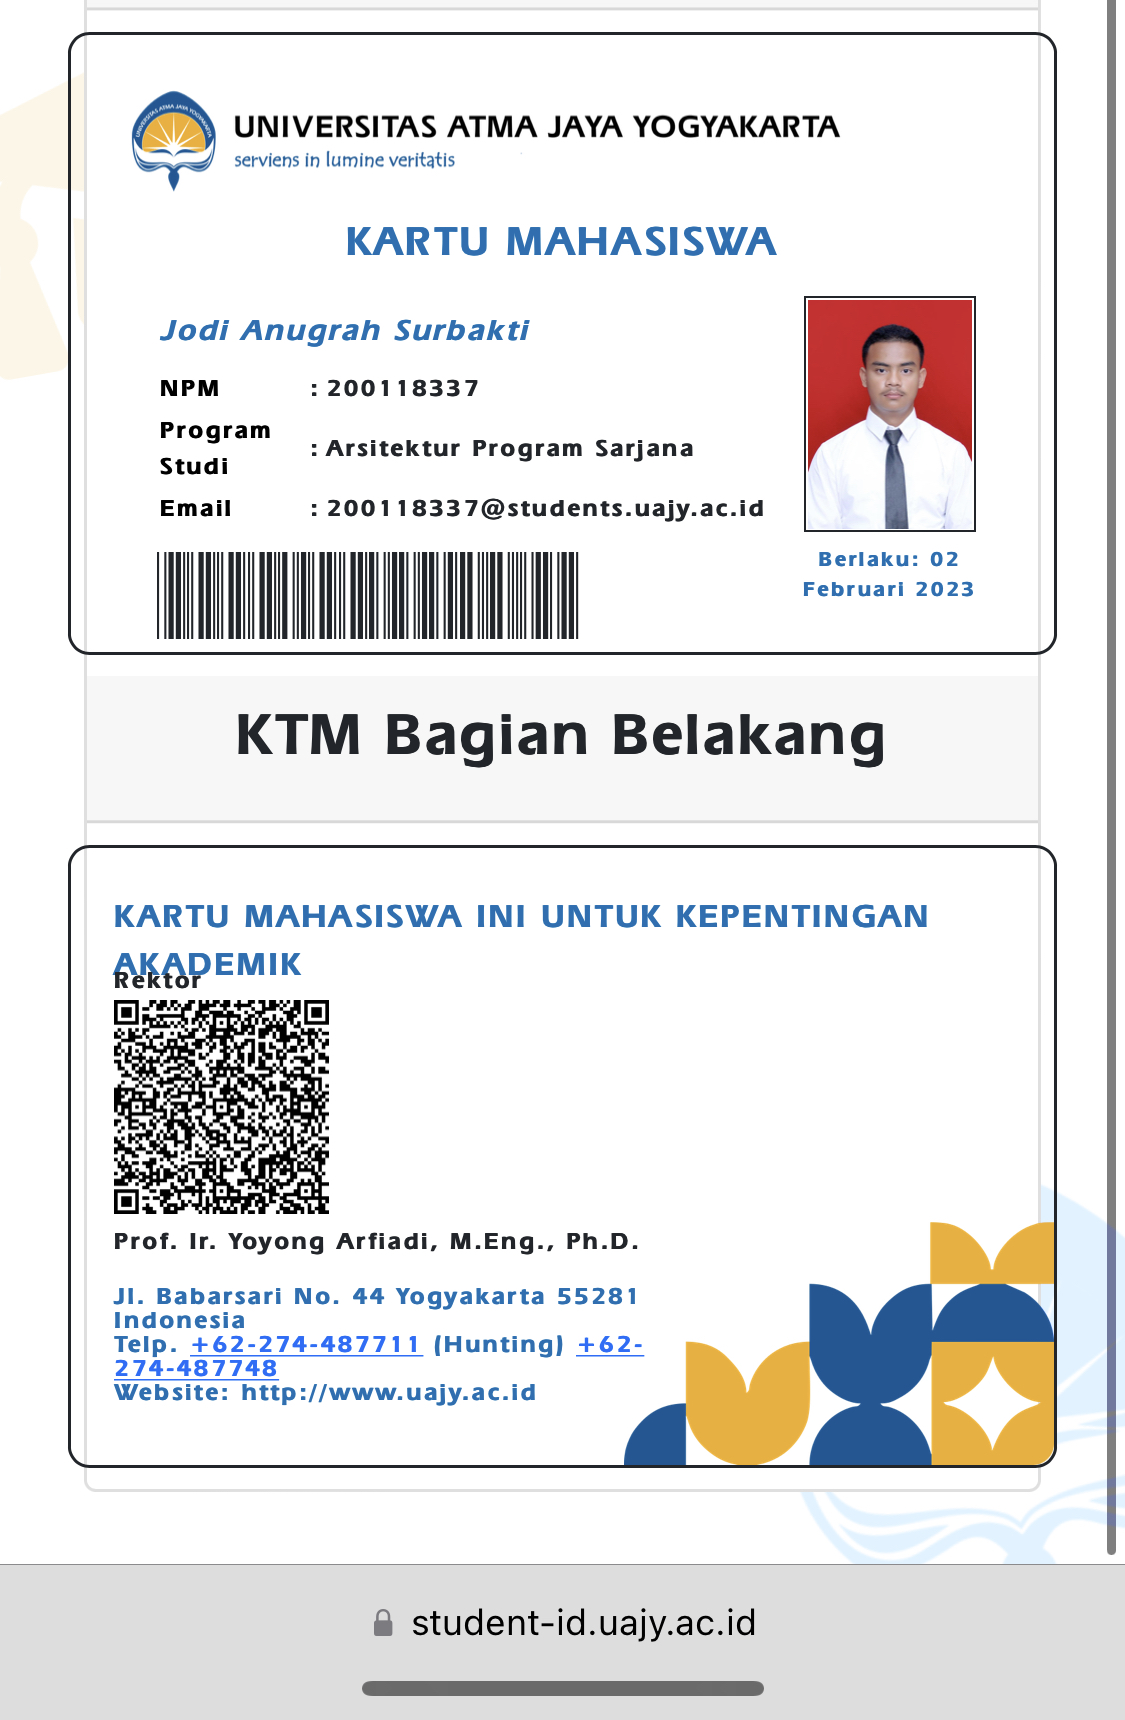 UNIVERSITAS ATMA JAYA YOGYAKARTA
serviens in lumine veritatis
KARTU MAHASISWA
Jodi Anugrah Surbakti
NPM : 200118337
Program Studi : Arsitektur Program Sarjana
Email : 200118337@students.uajy.ac.id
Berlaku: 02
Februari 2023
KTM Bagian Belakang
KARTU MAHASISWA INI UNTUK KEPENTINGAN
AKADEMIK
Rektor
Prof. Ir. Yoyong Arfiadi, M.Eng., Ph.D.
Jl. Babarsari No. 44 Yogyakarta 55281
Indonesia
Telp. +62-274-487711 (Hunting) +62-
274-487748
Website: http://www.uajy.ac.id
student-id.uajy.ac.id